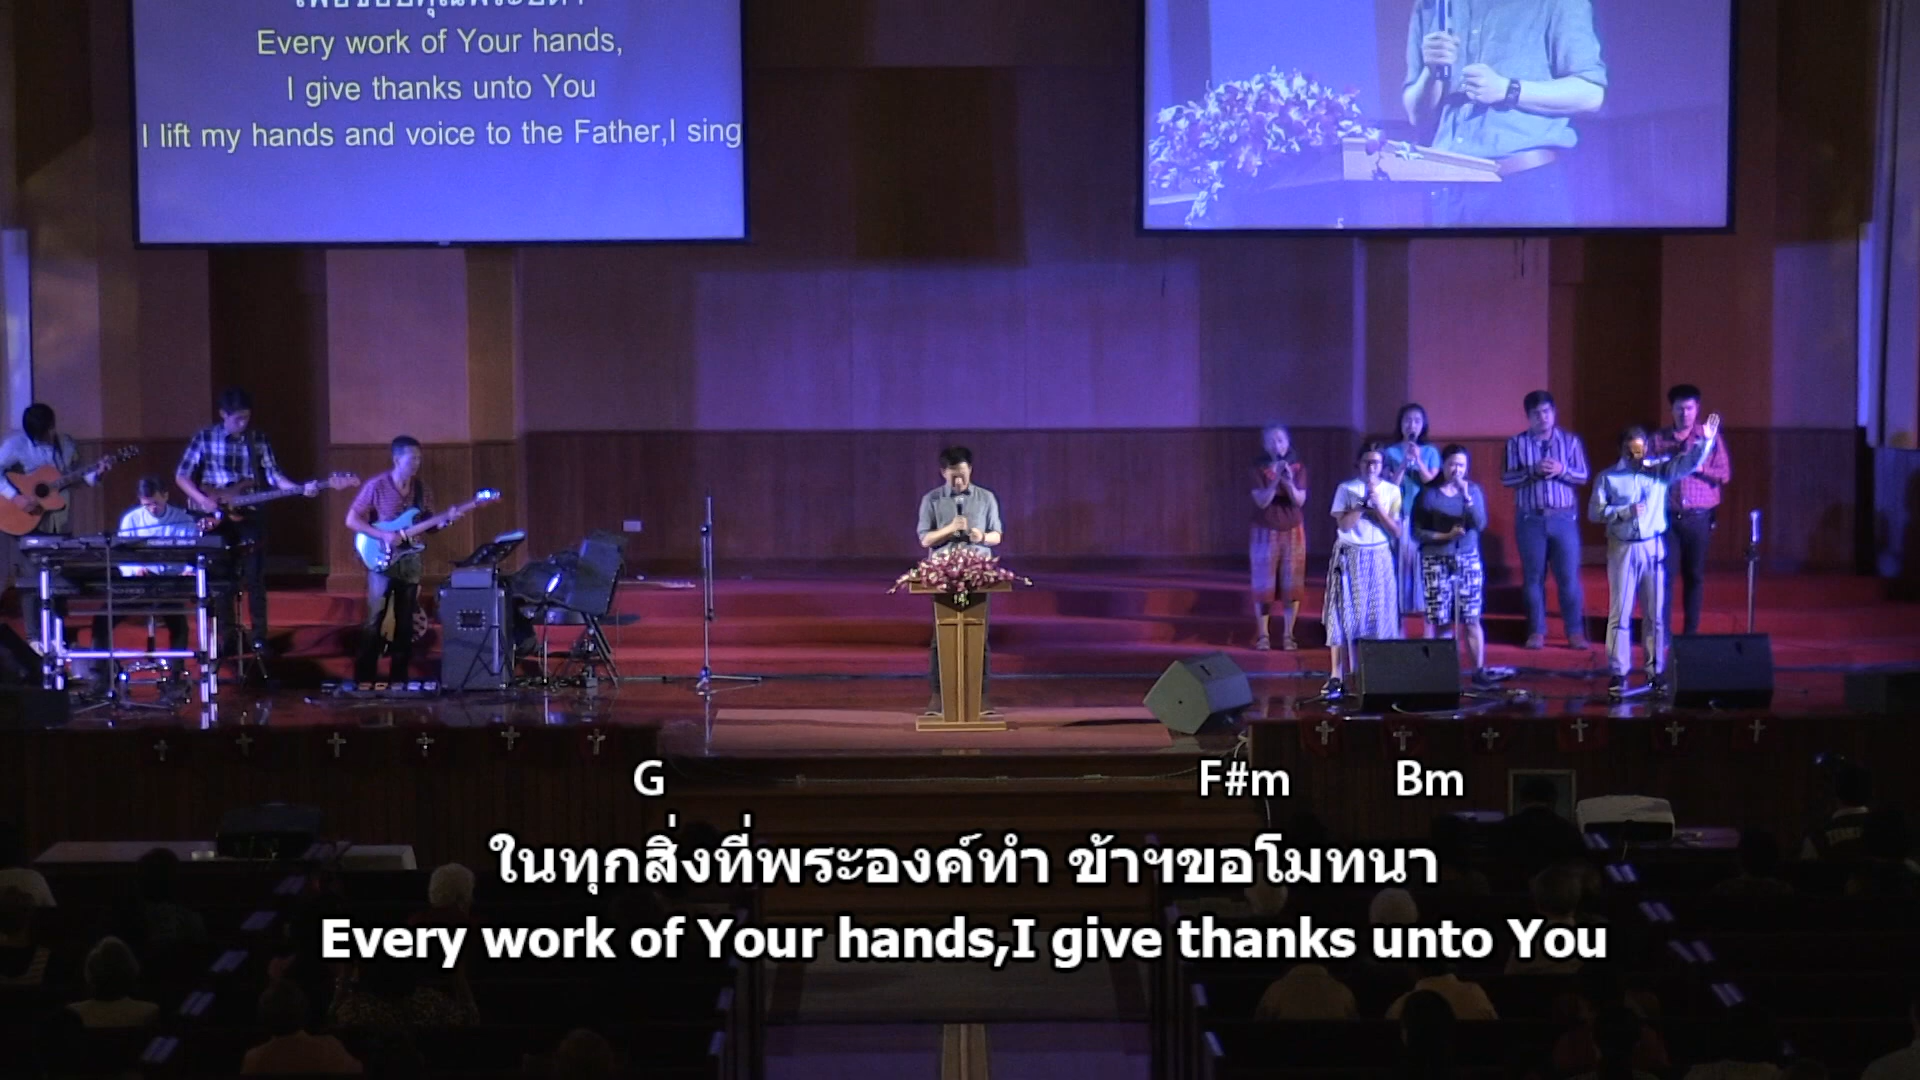 Every work of Your hands,
I give thanks unto You
I lift my hands and voice to the Father,I sing
G F#m Bm
ในทุกสิ่งที่พระองค์ทำ ข้าฯขอโมทนา
Every work of Your hands,I give thanks unto You